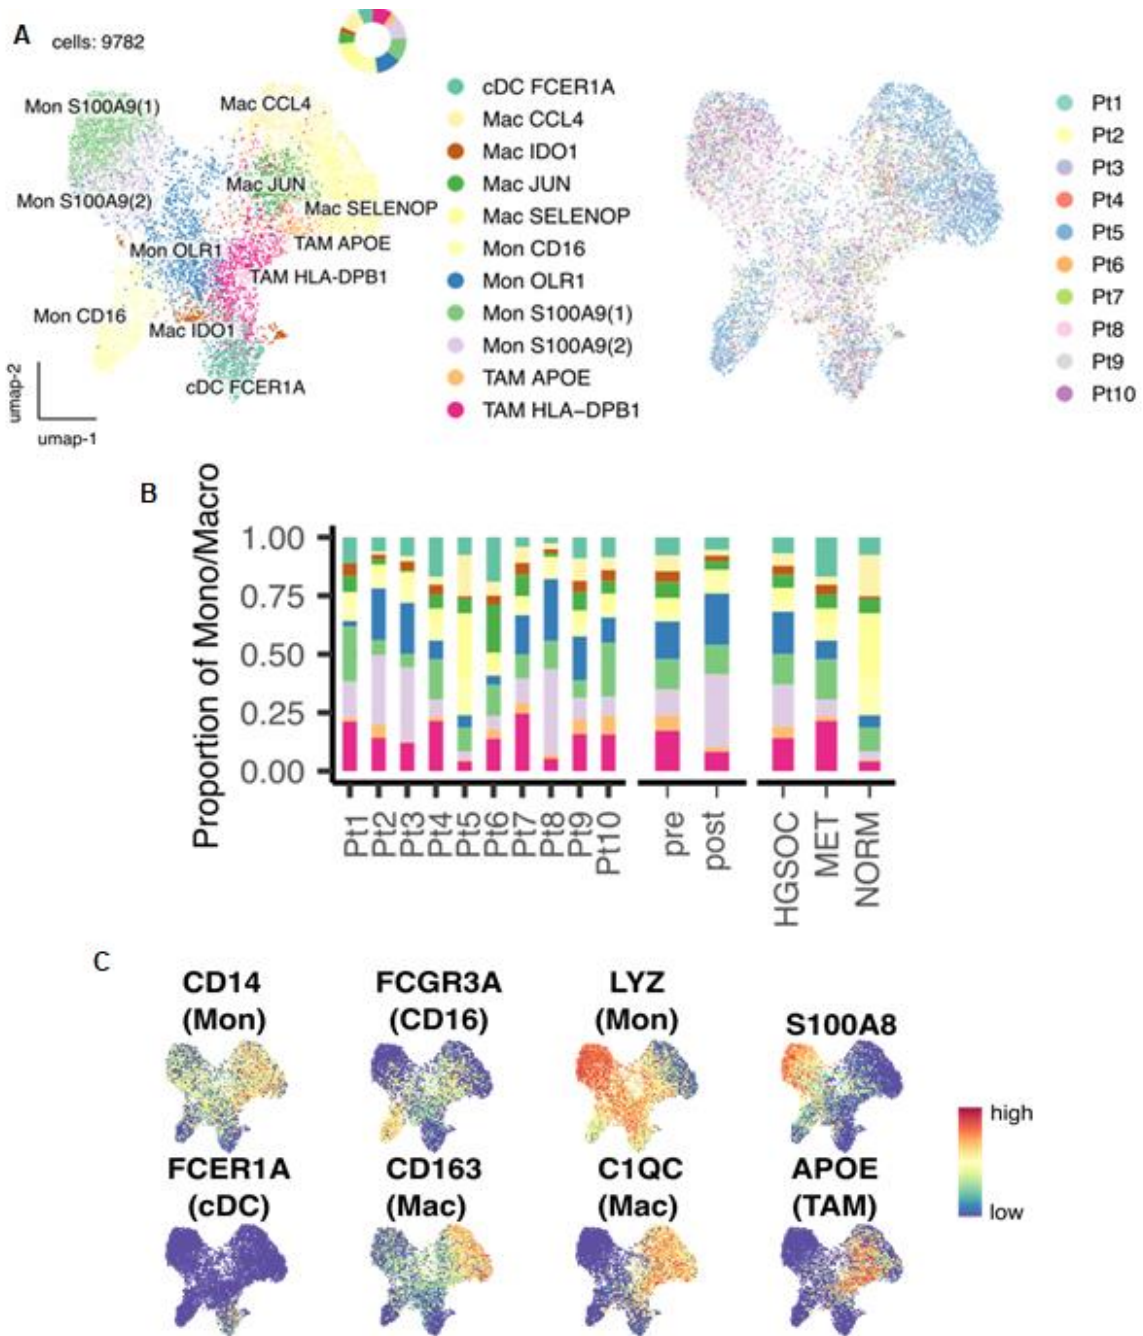 A
cells: 9782
Mon S100A9(1)
Mac CCL4
Mon S100A9(2)
Mac JUN
Mac SELENOP
Mon OLR1
TAM APOE
TAM HLA-DPB1
Mon CD16
Mac IDO1
cDC FCER1A
umap-2
umap-1
cDC FCER1A
Mac CCL4
Mac IDO1
Mac JUN
Mac SELENOP
Mon CD16
Mon OLR1
Mon S100A9(1)
Mon S100A9(2)
TAM APOE
TAM HLA−DPB1
Pt1
Pt2
Pt3
Pt4
Pt5
Pt6
Pt7
Pt8
Pt9
Pt10
B
Proportion of Mono/Macro
1.00
0.75
0.50
0.25
0.00
Pt1
Pt2
Pt3
Pt4
Pt5
Pt6
Pt7
Pt8
Pt9
Pt10
pre
post
HGSOC
MET
NORM
C
CD14
(Mon)
FCGR3A
(CD16)
LYZ
(Mon)
S100A8
FCER1A
(cDC)
CD163
(Mac)
C1QC
(Mac)
APOE
(TAM)
high
low